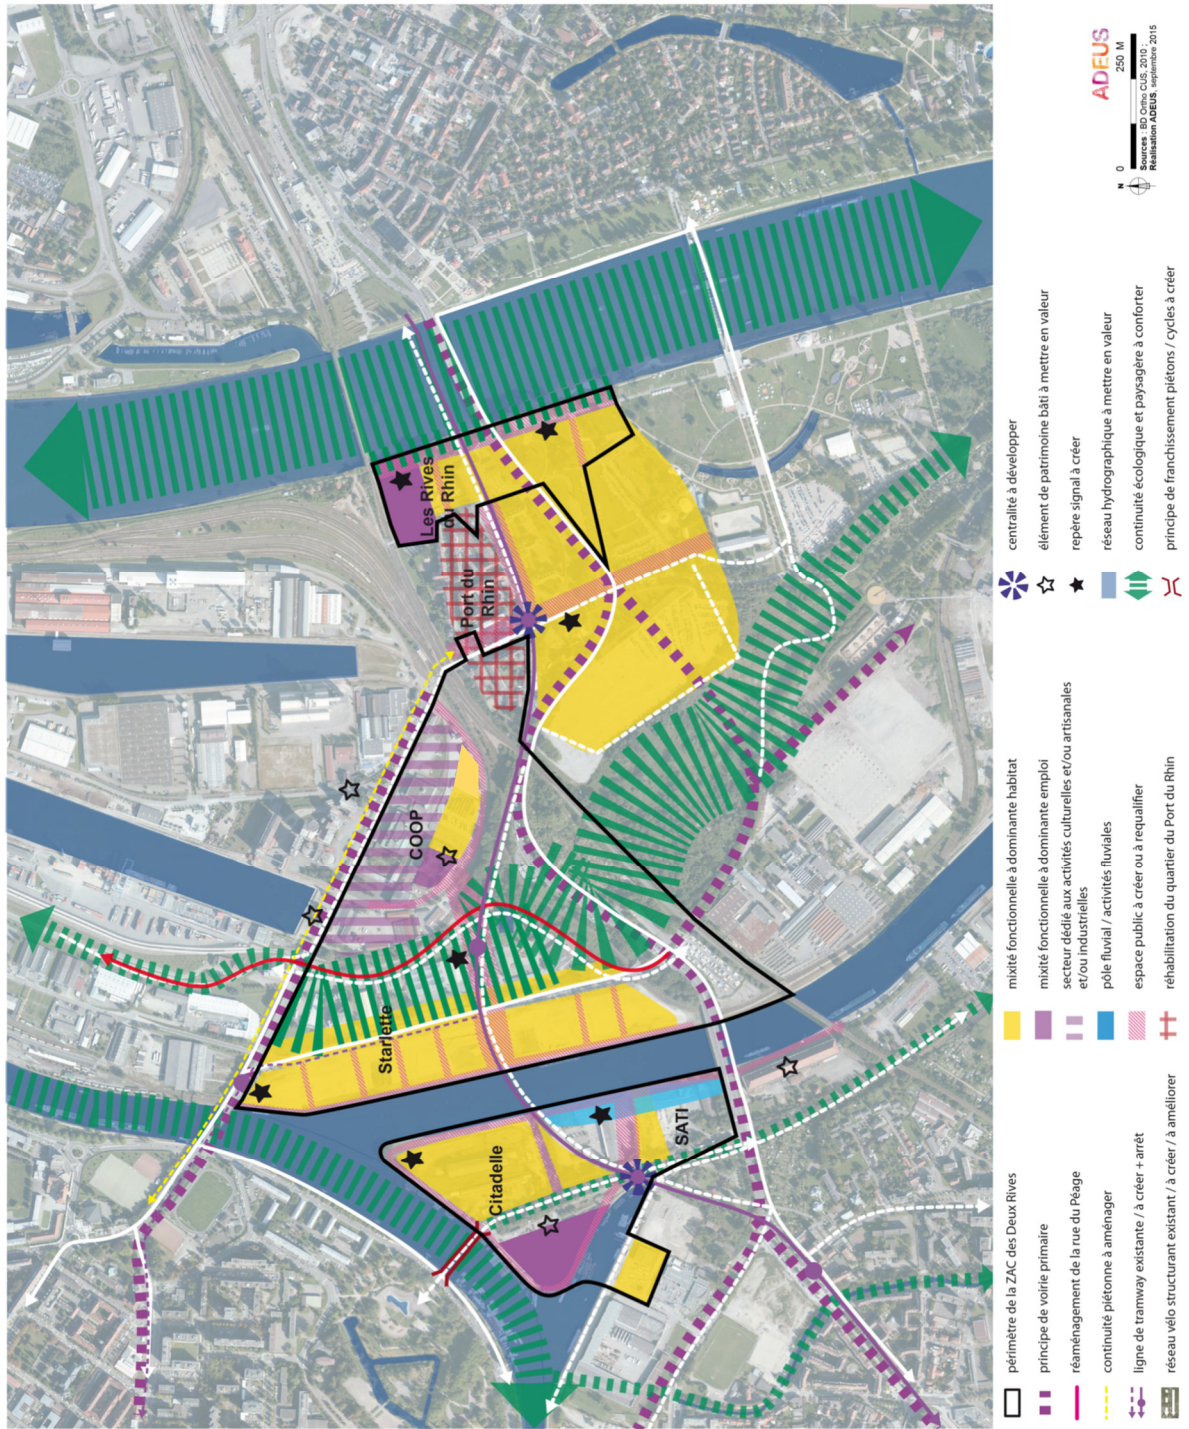 Les Rives
du Rhin
Port du
Rhin
COOP
Starlette
Citadelle
SATI
périmètre de la ZAC des Deux Rives
principe de voirie primaire
réaménagement de la rue du Péage
continuité piétonne à aménager
ligne de tramway existante / à créer + arrêt
réseau vélo structurant existant / à créer / à améliorer
mixité fonctionnelle à dominante habitat
mixité fonctionnelle à dominante emploi
secteur dédié aux activités culturelles et/ou artisanales
et/ou industrielles
pôle fluvial / activités fluviales
espace public à créer ou à requalifier
réhabilitation du quartier du Port du Rhin
centralité à développer
élément de patrimoine bâti à mettre en valeur
repère signal à créer
réseau hydrographique à mettre en valeur
continuité écologique et paysagère à conforter
principe de franchissement piétons / cycles à créer
ADEUS
N 0 250 M
Sources : BD Ortho CUS, 2010 ;
Réalisation ADEUS, septembre 2015